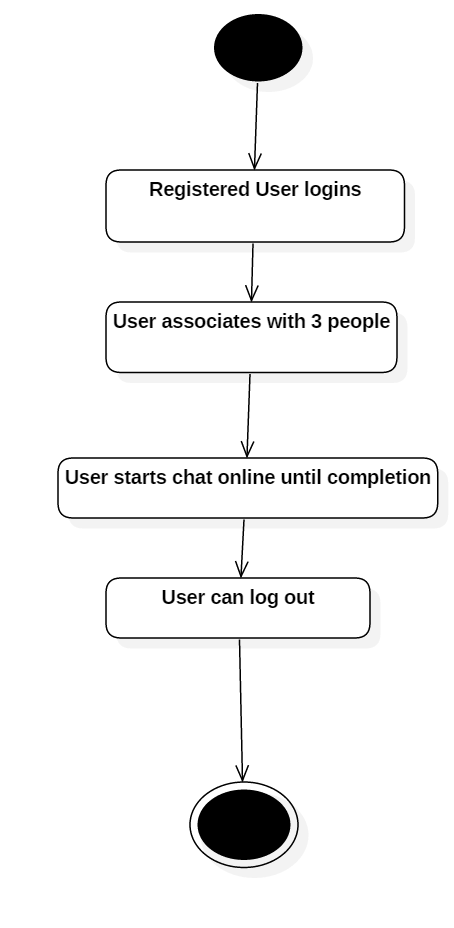 Registered User logins
User associates with 3 people
User starts chat online until completion
User can log out